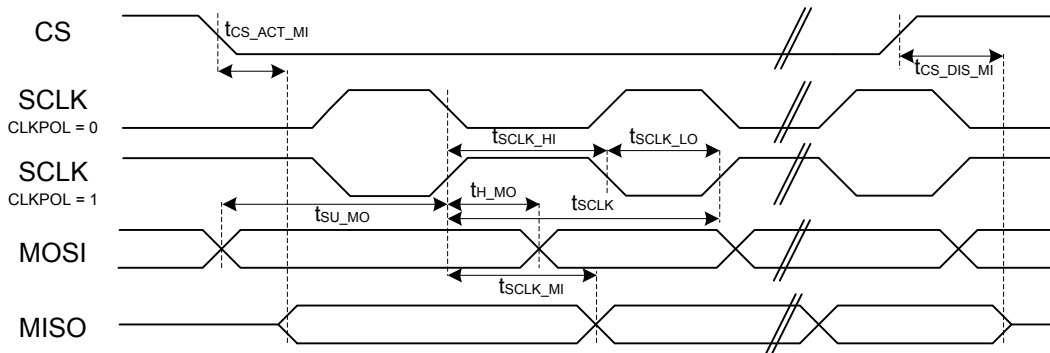 CS
tCS_ACT_MI
tCS_DIS_MI
SCLK
CLKPOL = 0
tSCLK_HI
tSCLK_LO
SCLK
CLKPOL = 1
tSU_MO
tH_MO
tSCLK
MOSI
tSCLK_MI
MISO